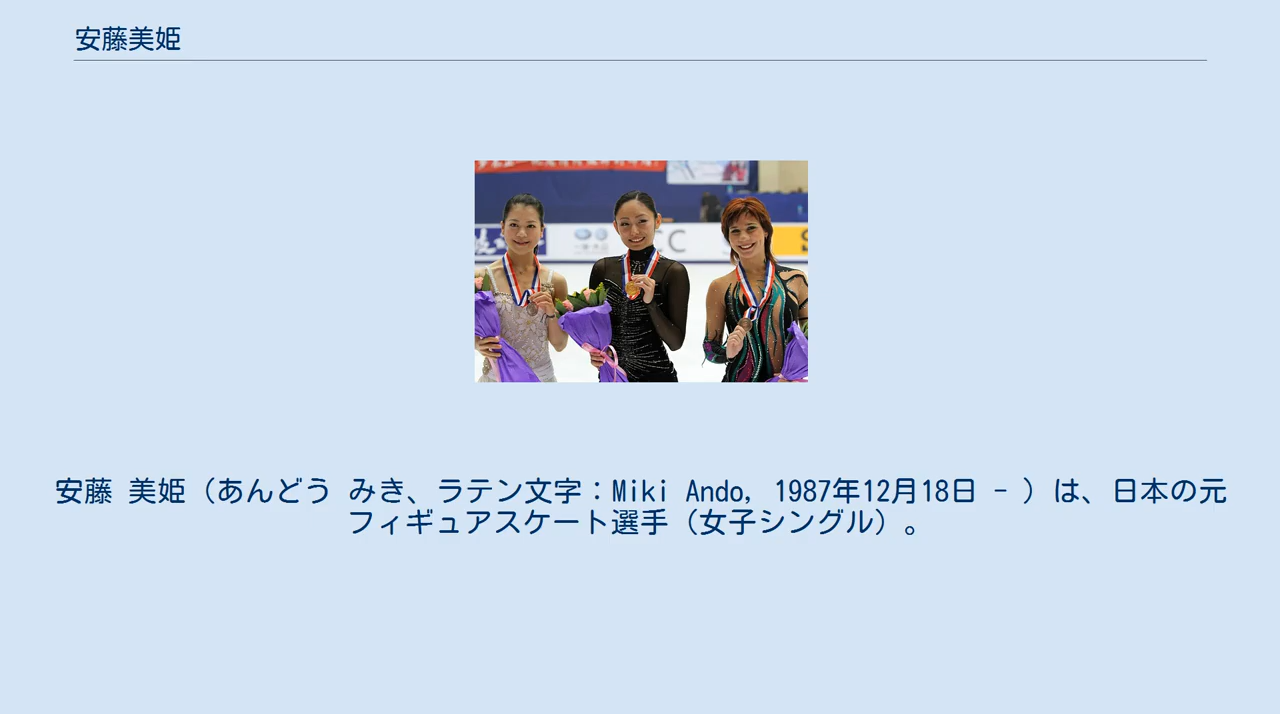 安藤美姫
CC
安藤 美姫（あんどう みき、ラテン文字：Miki Ando, 1987年12月18日 - ）は、日本の元
フィギュアスケート選手（女子シングル）。